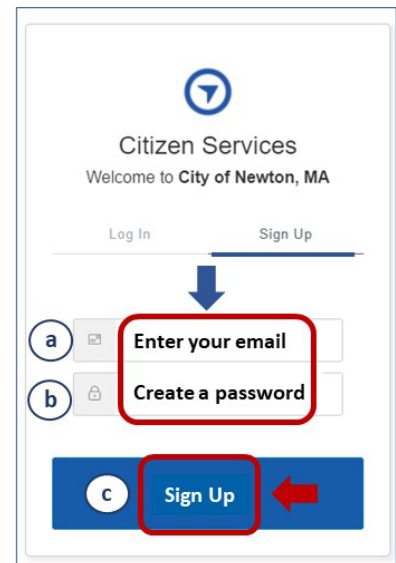 Citizen Services
Welcome to City of Newton, MA
Log In Sign Up
a Enter your email
b Create a password
c Sign Up